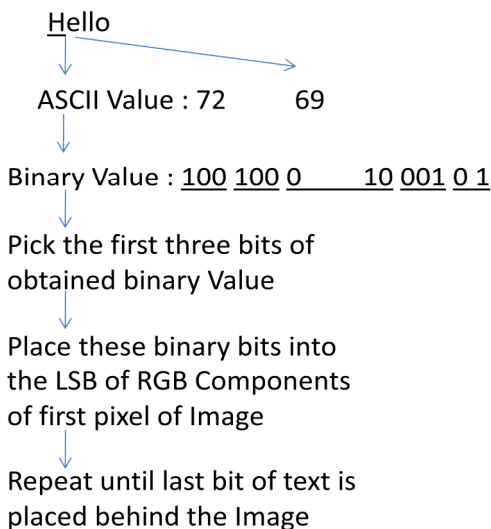 Hello
ASCII Value : 72 69
Binary Value : 100 100 0 10 001 0 1
Pick the first three bits of
obtained binary Value
Place these binary bits into
the LSB of RGB Components
of first pixel of Image
Repeat until last bit of text is
placed behind the Image